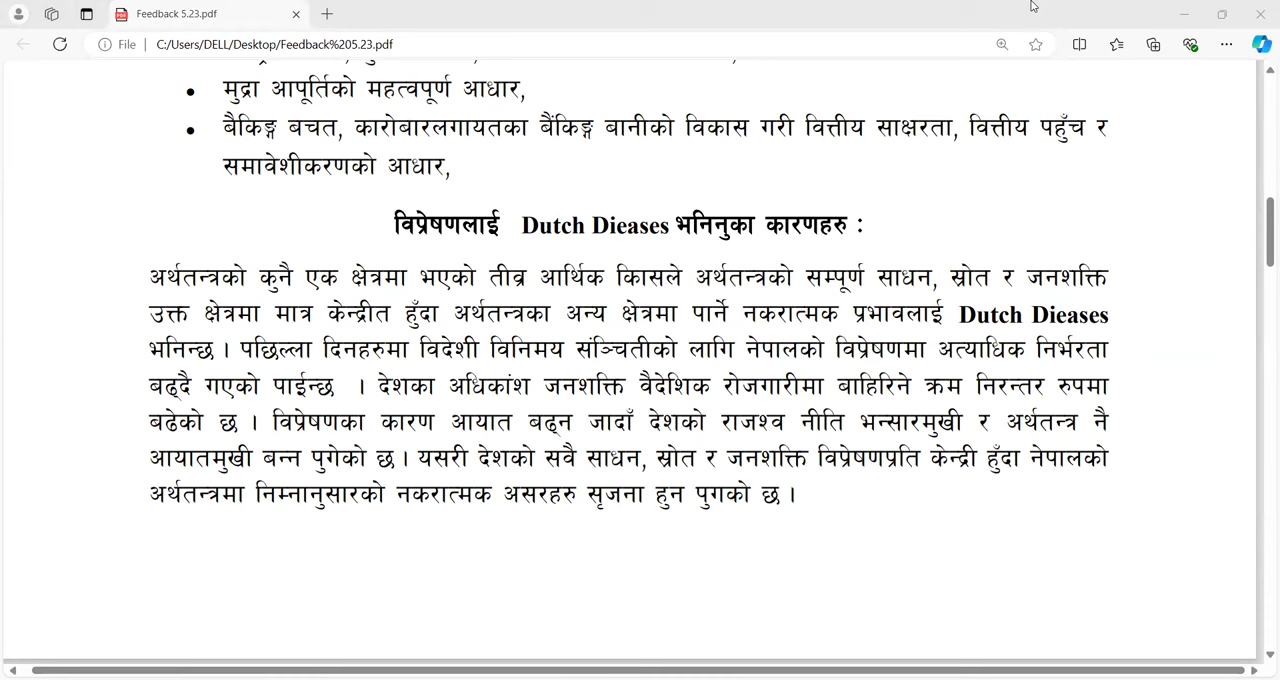 Feedback 5.23.pdf
File
C:/Users/DELL/Desktop/Feedback%205.23.pdf
मुद्रा आपूर्तिको महत्वपूर्ण आधार,
बैकिङ्ग बचत, कारोबारलगायतका बैंकिङ्ग बानीको विकास गरी वित्तीय साक्षरता, वित्तीय पहुँच र
समावेशीकरणको आधार,
विप्रेषणलाई Dutch Dieases भनिनुका कारणहरु :
अर्थतन्त्रको कुनै एक क्षेत्रमा भएको तीव्र आर्थिक किासले अर्थतन्त्रको सम्पूर्ण साधन, स्रोत र जनशक्ति
उक्त क्षेत्रमा मात्र केन्द्रीत हुँदा अर्थतन्त्रका अन्य क्षेत्रमा पार्ने नकरात्मक प्रभावलाई Dutch Dieases
भनिन्छ । पछिल्ला दिनहरुमा विदेशी विनिमय संञ्चितीको लागि नेपालको विप्रेषणमा अत्याधिक निर्भरता
बढ्दै गएको पाईन्छ । देशका अधिकांश जनशक्ति वैदेशिक रोजगारीमा बाहिरिने क्रम निरन्तर रुपमा
बढेको छ । विप्रेषणका कारण आयात बढ्न जादाँ देशको राजश्व नीति भन्सारमुखी र अर्थतन्त्र नै
आयातमुखी बन्न पुगेको छ । यसरी देशको सवै साधन, स्रोत र जनशक्ति विप्रेषणप्रति केन्द्री हुँदा नेपालको
अर्थतन्त्रमा निम्नानुसारको नकरात्मक असरहरु सृजना हुन पुगको छ ।